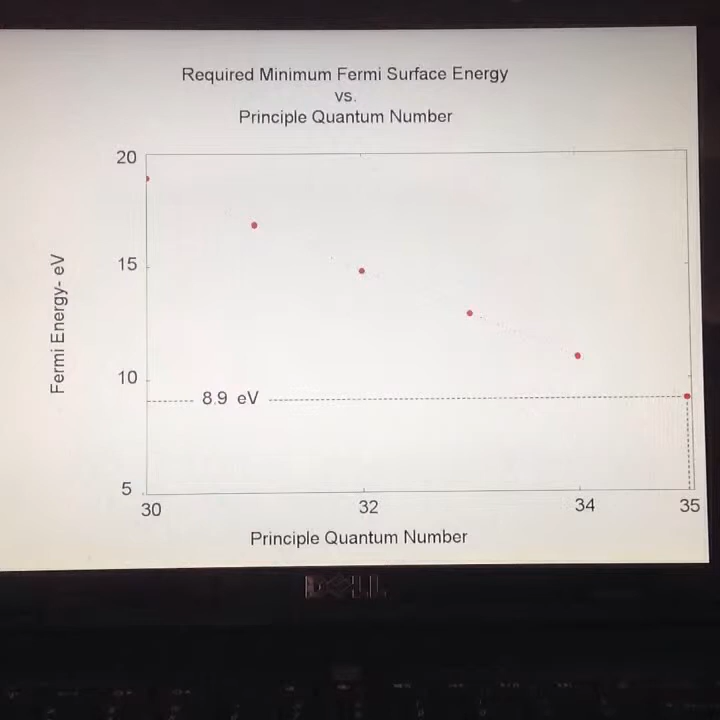 Required Minimum Fermi Surface Energy
vs.
Principle Quantum Number
20
15
10
5
Fermi Energy- eV
8.9 eV
30
32
34
35
Principle Quantum Number
DELL